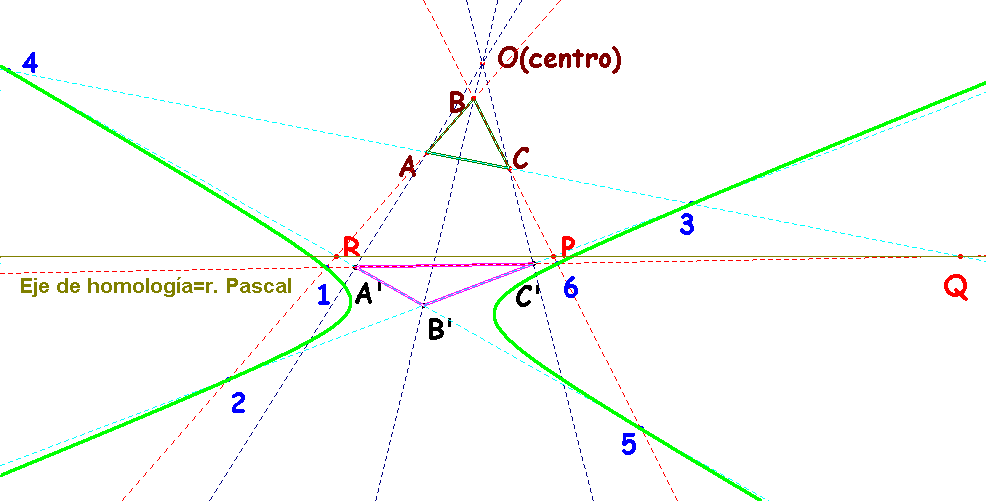 4
O(centro)
B
A
C
3
R
P
Eje de homología=r. Pascal
1
A'
C'
6
Q
B'
2
5